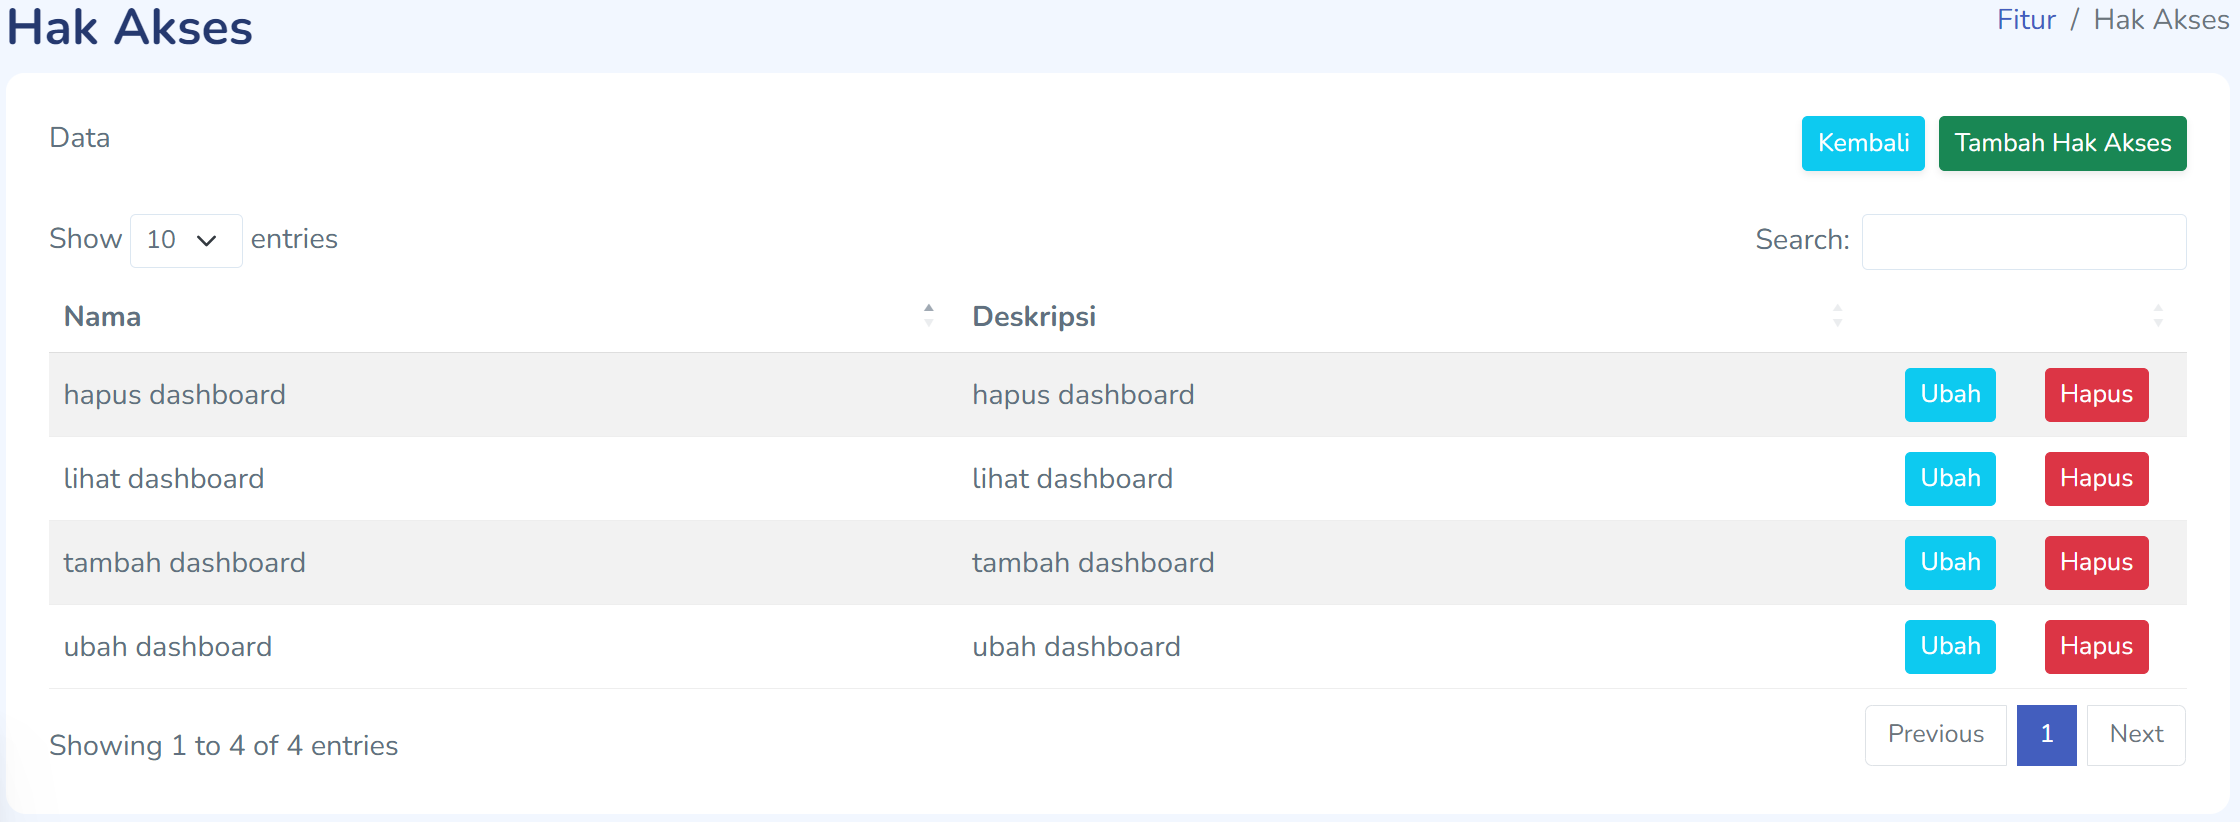 Hak Akses
Fitur / Hak Akses
Data
Kembali
Tambah Hak Akses
Show 10 entries
Search:
Nama Deskripsi
hapus dashboard hapus dashboard Ubah Hapus
lihat dashboard lihat dashboard Ubah Hapus
tambah dashboard tambah dashboard Ubah Hapus
ubah dashboard ubah dashboard Ubah Hapus
Showing 1 to 4 of 4 entries
Previous 1 Next